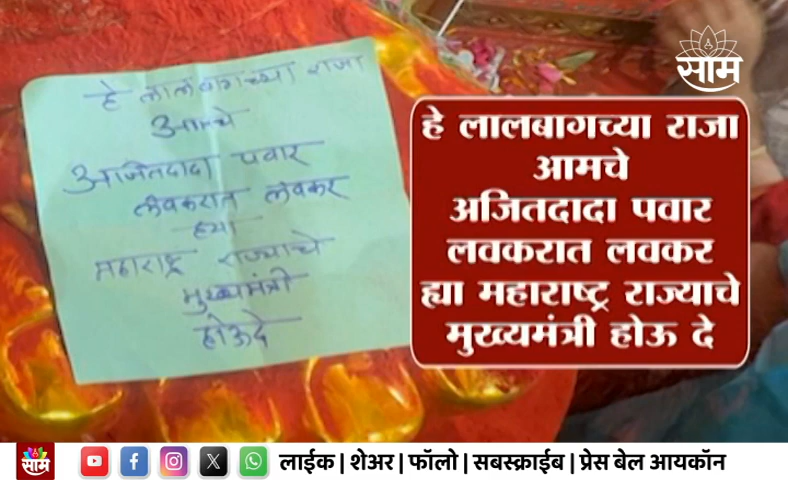 हे लालबागच्या राजा
आमचे
अजितदादा पवार
लवकरात लवकर
ह्या
महाराष्ट्र राज्याचे
मुख्यमंत्री
होऊदे
साम
हे लालबागच्या राजा
आमचे
अजितदादा पवार
लवकरात लवकर
ह्या महाराष्ट्र राज्याचे
मुख्यमंत्री होऊ दे
साम
लाईक | शेअर | फॉलो | सबस्क्राईब | प्रेस बेल आयकॉन